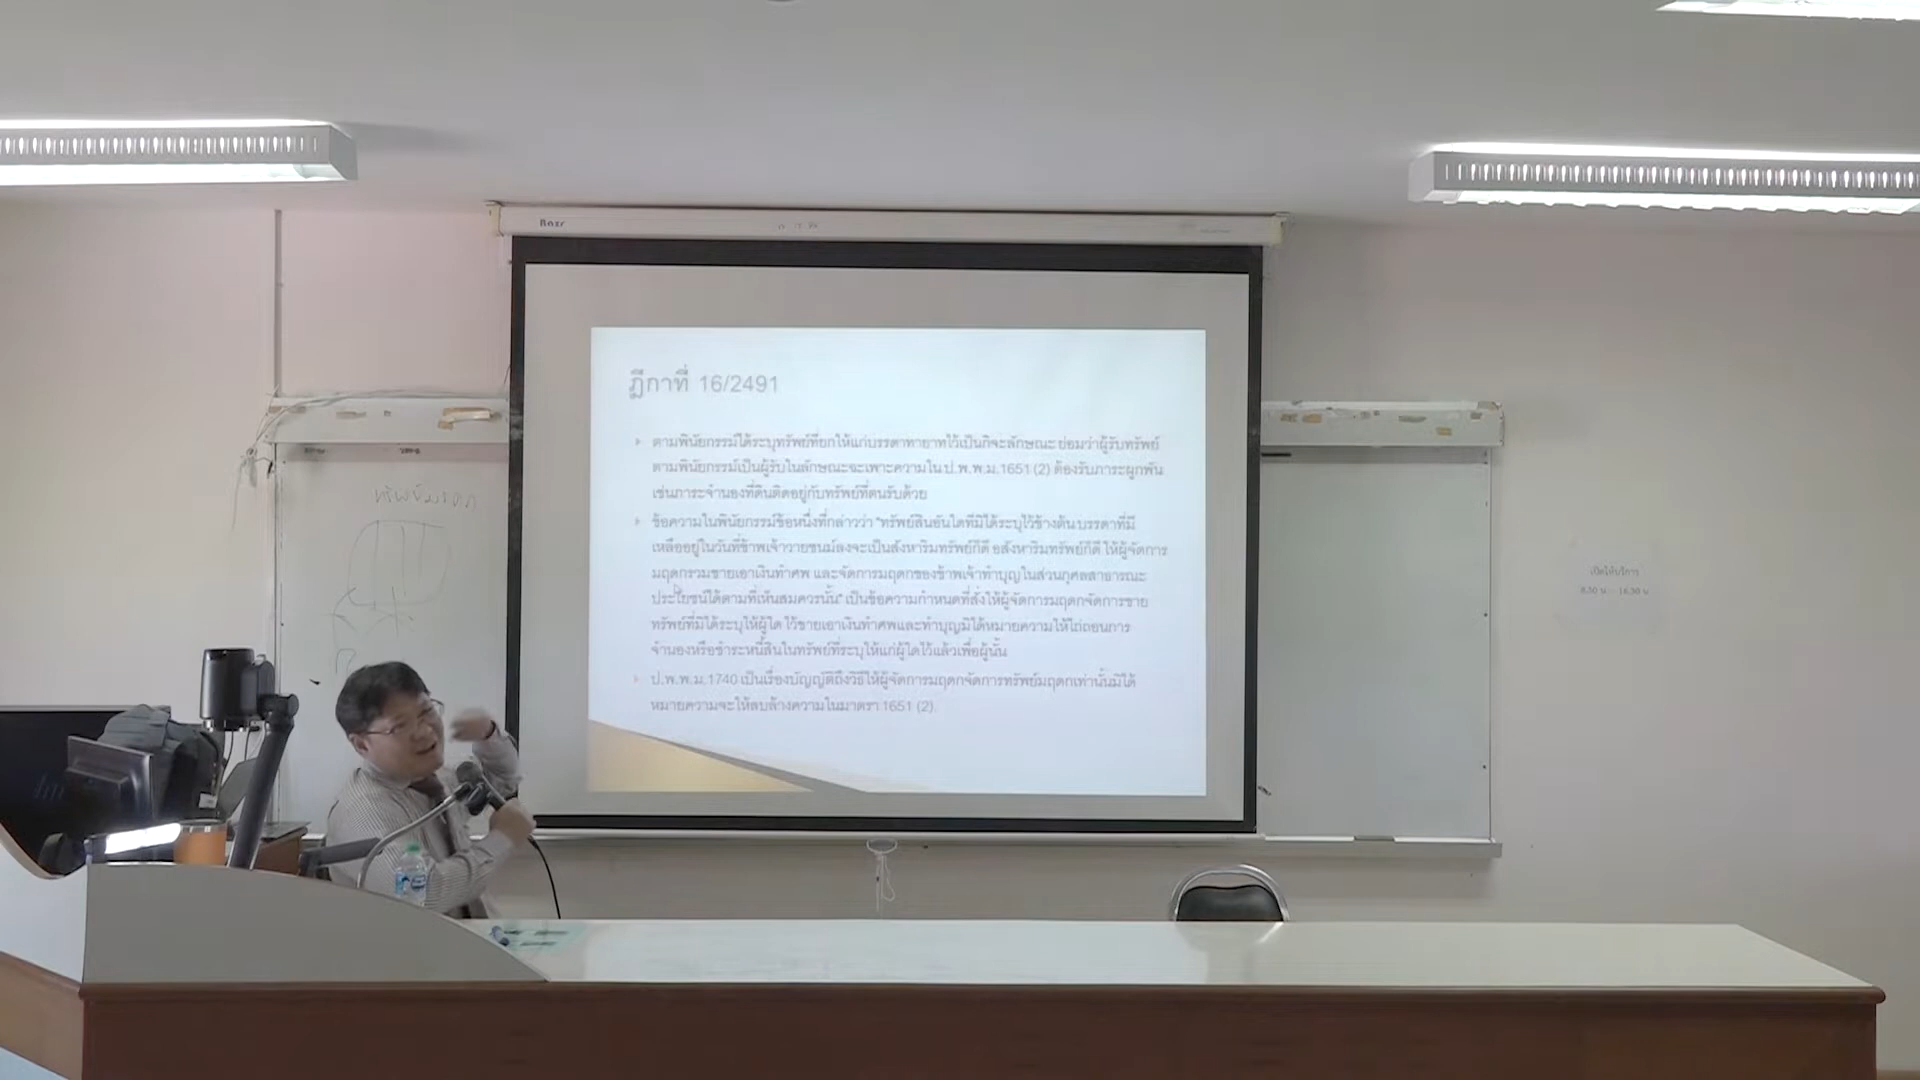 ฎีกาที่ 16/2491
ตามพินัยกรรม์ได้ระบุทรัพย์ที่ยกให้แก่บรรดาทายาทไว้เป็นกิจะลักษณะ ย่อมว่าผู้รับทรัพย์
ตามพินัยกรรม์เป็นผู้รับในลักษณะจะเพาะความใน ป.พ.พ.ม.1651 (2) ต้องรับภาระผูกพัน
เช่นภาระจำนองที่ดินติดอยู่กับทรัพย์ที่ตนรับด้วย
ข้อความในพินัยกรรม์ข้อหนึ่งที่กล่าวว่า "ทรัพย์สินอันใดที่มิได้ระบุไว้ข้างต้น บรรดาที่มี
เหลืออยู่ในวันที่ข้าพเจ้าวายชนม์ลงจะเป็นสังหาริมทรัพย์ก็ดี อสังหาริมทรัพย์ก็ดี ให้ผู้จัดการ
มฤดกรวมขายเอาเงินทำศพ และจัดการมฤดกของข้าพเจ้าทำบุญในส่วนกุศลสาธารณะ
ประโยชน์ได้ตามที่เห็นสมควรนั้น" เป็นข้อความกำหนดที่สั่งให้ผู้จัดการมฤดกจัดการขาย
ทรัพย์ที่มิได้ระบุให้ผู้ใด ไว้ขายเอาเงินทำศพและทำบุญมิได้หมายความให้ไถ่ถอนการ
จำนองหรือชำระหนี้สินในทรัพย์ที่ระบุให้แก่ผู้ใดไว้แล้วเพื่อผู้นั้น
ป.พ.พ.ม.1740 เป็นเรื่องบัญญัติถึงวิธีให้ผู้จัดการมฤดกจัดการทรัพย์มฤดกเท่านั้นมิได้
หมายความจะให้ลบล้างความในมาตรา 1651 (2).
ทรัพย์มรดก
เปิดให้บริการ
8.30 น. - 16.30 น.